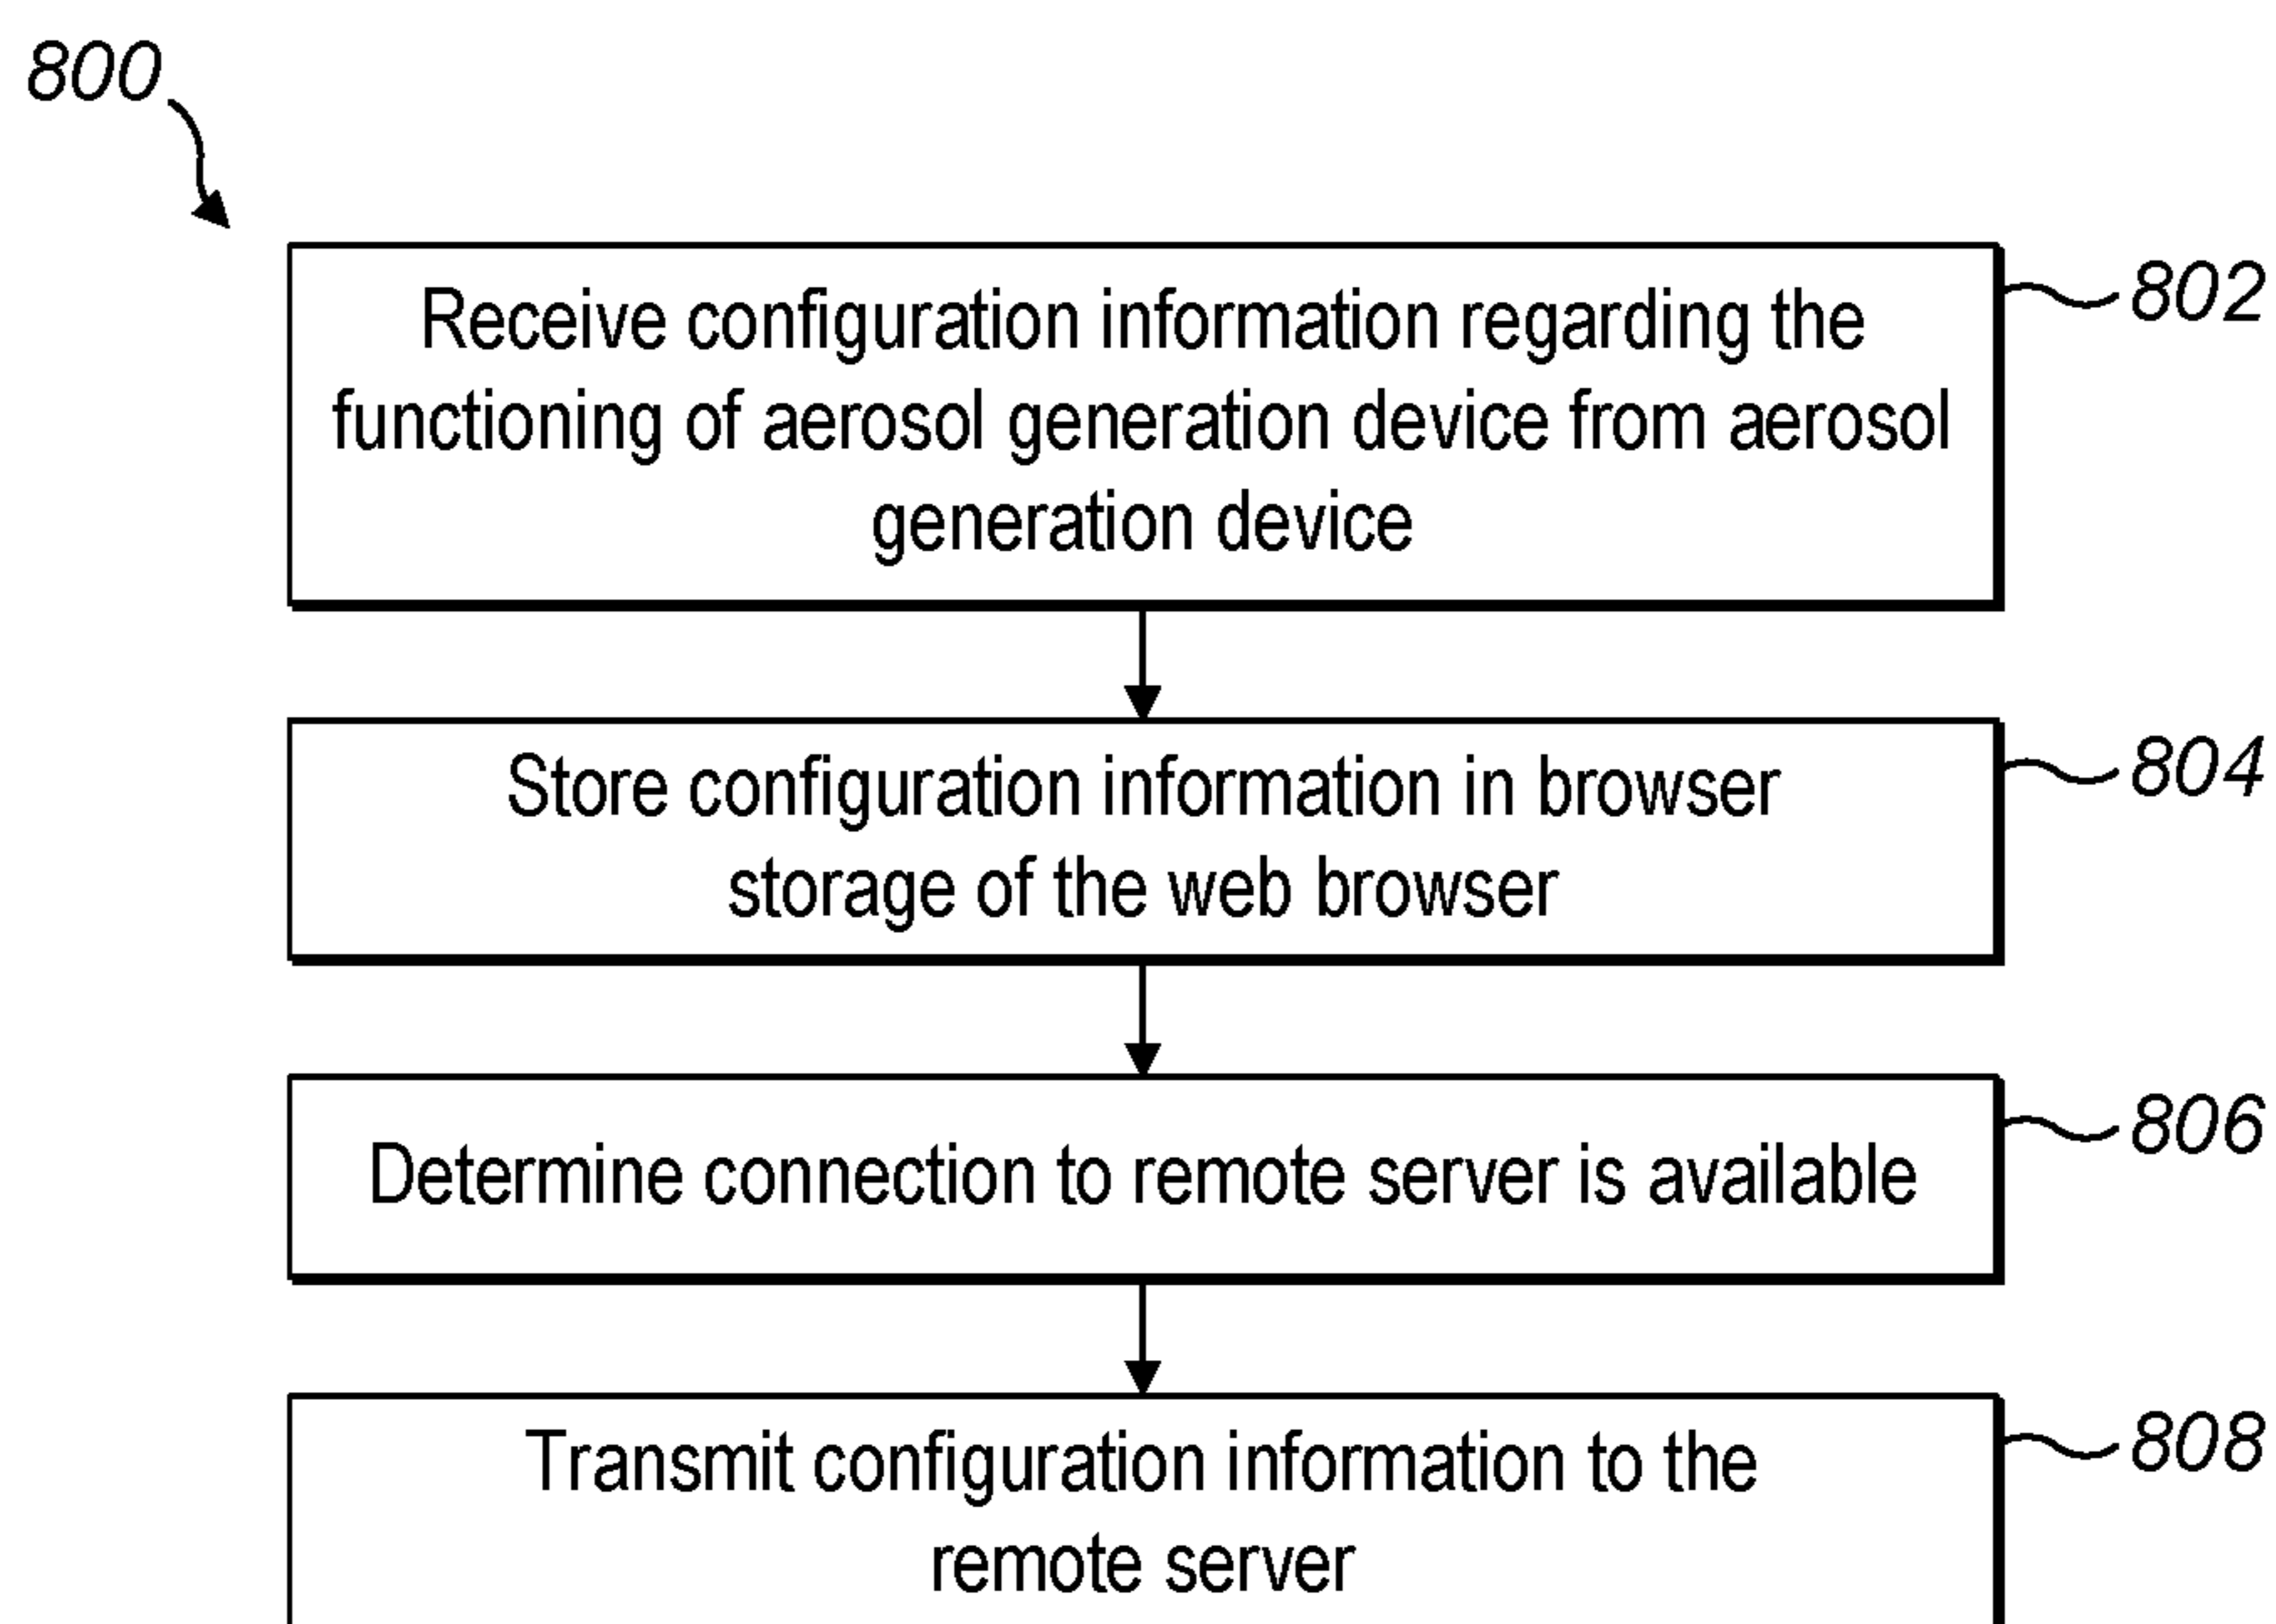 800
Receive configuration information regarding the
functioning of aerosol generation device from aerosol
generation device
802
Store configuration information in browser
storage of the web browser
804
Determine connection to remote server is available
806
Transmit configuration information to the
remote server
808